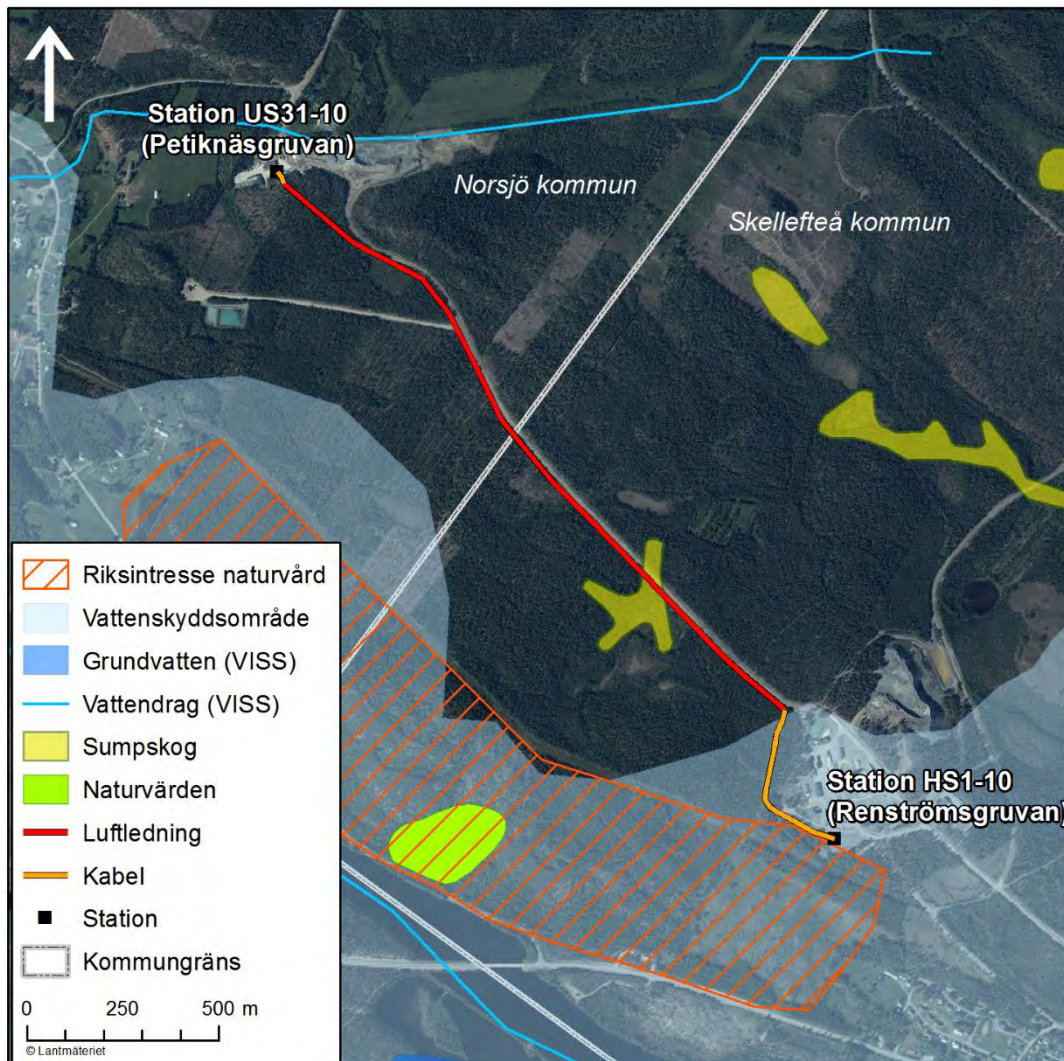 Station US31-10
(Petiknäsgruvan)
Norsjö kommun
Skellefteå kommun
Station HS1-10
(Renströmsgruvan)
Riksintresse naturvård
Vattenskyddsområde
Grundvatten (VISS)
Vattendrag (VISS)
Sumpskog
Naturvärden
Luftledning
Kabel
Station
Kommungräns
0 250 500 m
© Lantmäteriet